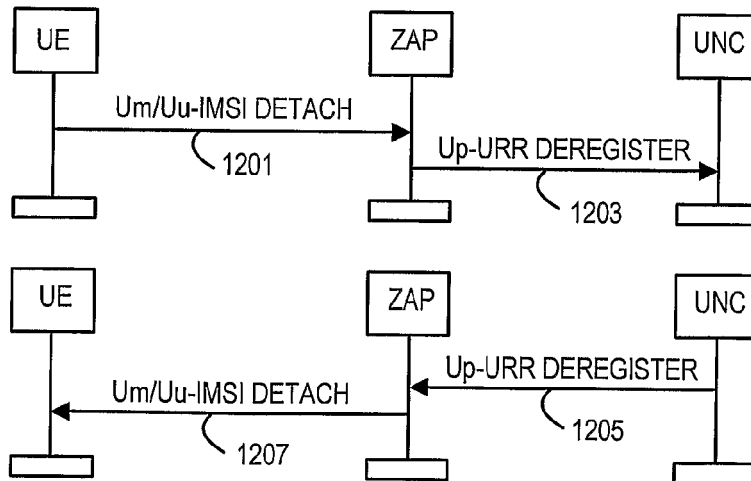 UE
ZAP
UNC
Um/Uu-IMSI DETACH
1201
Up-URR DEREGISTER
1203
UE
ZAP
UNC
Up-URR DEREGISTER
1205
Um/Uu-IMSI DETACH
1207